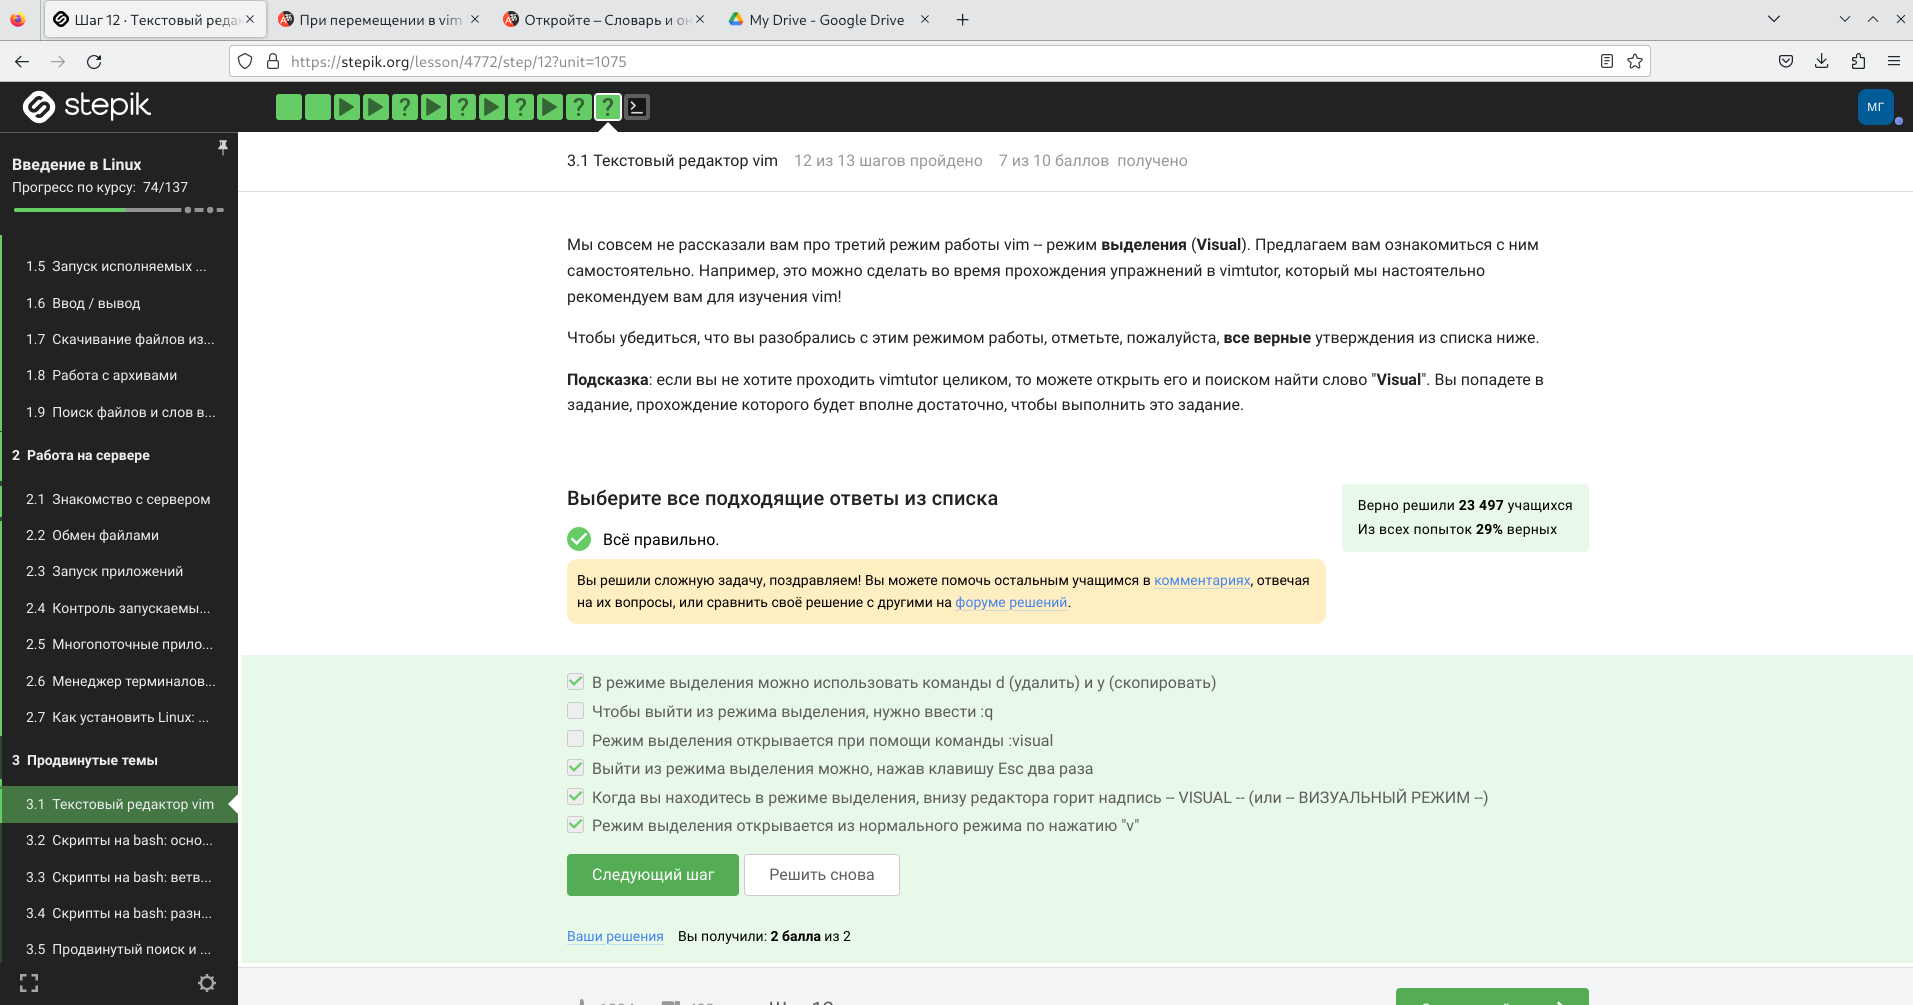 Шаг 12 · Текстовый реда
При перемещении в vim
Откройте – Словарь и он
My Drive - Google Drive
https://stepik.org/lesson/4772/step/12?unit=1075
stepik
МГ
Введение в Linux
Прогресс по курсу: 74/137
3.1 Текстовый редактор vim 12 из 13 шагов пройдено 7 из 10 баллов получено
1.5 Запуск исполняемых ...
1.6 Ввод / вывод
1.7 Скачивание файлов из...
1.8 Работа с архивами
1.9 Поиск файлов и слов в...
2 Работа на сервере
2.1 Знакомство с сервером
2.2 Обмен файлами
2.3 Запуск приложений
2.4 Контроль запускаемы...
2.5 Многопоточные прило...
2.6 Менеджер терминалов...
2.7 Как установить Linux: ...
3 Продвинутые темы
3.1 Текстовый редактор vim
3.2 Скрипты на bash: осно...
3.3 Скрипты на bash: ветв...
3.4 Скрипты на bash: разн...
3.5 Продвинутый поиск и ...
Мы совсем не рассказали вам про третий режим работы vim -- режим выделения (Visual). Предлагаем вам ознакомиться с ним
самостоятельно. Например, это можно сделать во время прохождения упражнений в vimtutor, который мы настоятельно
рекомендуем вам для изучения vim!
Чтобы убедиться, что вы разобрались с этим режимом работы, отметьте, пожалуйста, все верные утверждения из списка ниже.
Подсказка: если вы не хотите проходить vimtutor целиком, то можете открыть его и поиском найти слово "Visual". Вы попадете в
задание, прохождение которого будет вполне достаточно, чтобы выполнить это задание.
Выберите все подходящие ответы из списка
Верно решили 23 497 учащихся
Из всех попыток 29% верных
Всё правильно.
Вы решили сложную задачу, поздравляем! Вы можете помочь остальным учащимся в комментариях, отвечая
на их вопросы, или сравнить своё решение с другими на форуме решений.
В режиме выделения можно использовать команды d (удалить) и y (скопировать)
Чтобы выйти из режима выделения, нужно ввести :q
Режим выделения открывается при помощи команды :visual
Выйти из режима выделения можно, нажав клавишу Esc два раза
Когда вы находитесь в режиме выделения, внизу редактора горит надпись -- VISUAL -- (или -- ВИЗУАЛЬНЫЙ РЕЖИМ --)
Режим выделения открывается из нормального режима по нажатию "v"
Следующий шаг
Решить снова
Ваши решения Вы получили: 2 балла из 2